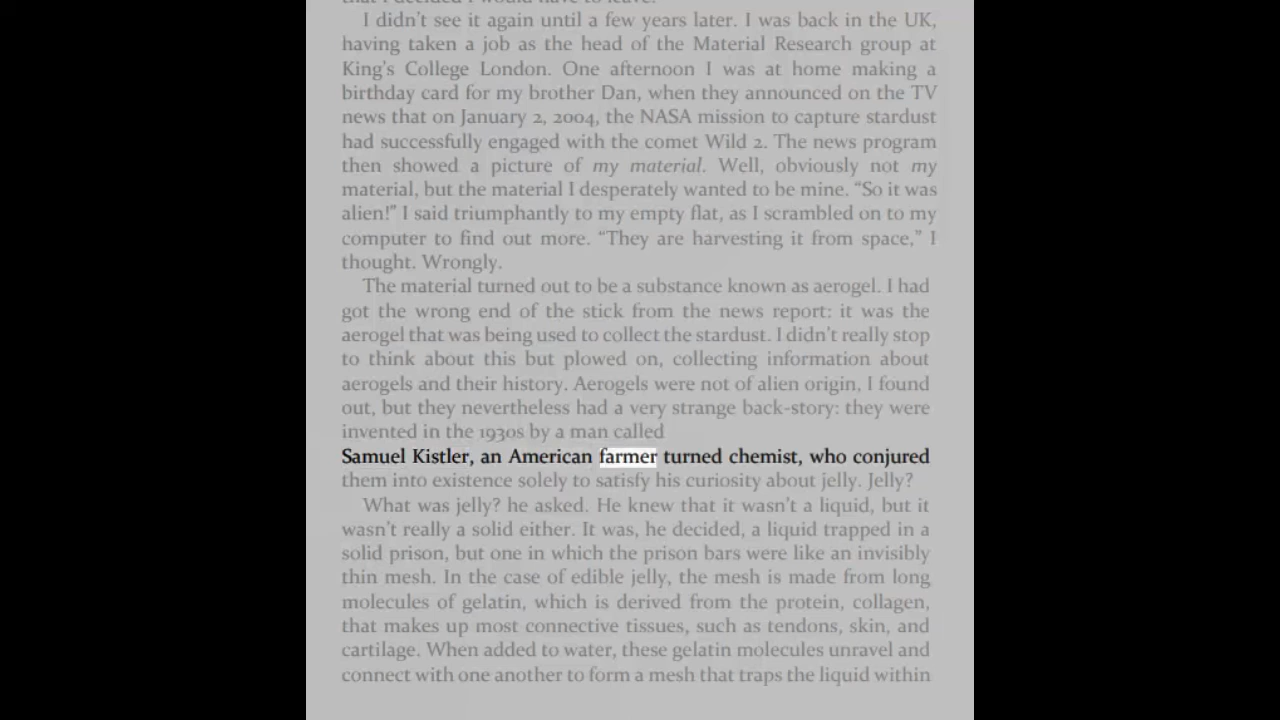 that I decided I would have to leave.
I didn't see it again until a few years later. I was back in the UK,
having taken a job as the head of the Material Research group at
King's College London. One afternoon I was at home making a
birthday card for my brother Dan, when they announced on the TV
news that on January 2, 2004, the NASA mission to capture stardust
had successfully engaged with the comet Wild 2. The news program
then showed a picture of my material. Well, obviously not my
material, but the material I desperately wanted to be mine. “So it was
alien!” I said triumphantly to my empty flat, as I scrambled on to my
computer to find out more. “They are harvesting it from space,” I
thought. Wrongly.
The material turned out to be a substance known as aerogel. I had
got the wrong end of the stick from the news report: it was the
aerogel that was being used to collect the stardust. I didn't really stop
to think about this but plowed on, collecting information about
aerogels and their history. Aerogels were not of alien origin, I found
out, but they nevertheless had a very strange back-story: they were
invented in the 1930s by a man called
Samuel Kistler, an American farmer turned chemist, who conjured
them into existence solely to satisfy his curiosity about jelly. Jelly?
What was jelly? he asked. He knew that it wasn't a liquid, but it
wasn't really a solid either. It was, he decided, a liquid trapped in a
solid prison, but one in which the prison bars were like an invisibly
thin mesh. In the case of edible jelly, the mesh is made from long
molecules of gelatin, which is derived from the protein, collagen,
that makes up most connective tissues, such as tendons, skin, and
cartilage. When added to water, these gelatin molecules unravel and
connect with one another to form a mesh that traps the liquid within